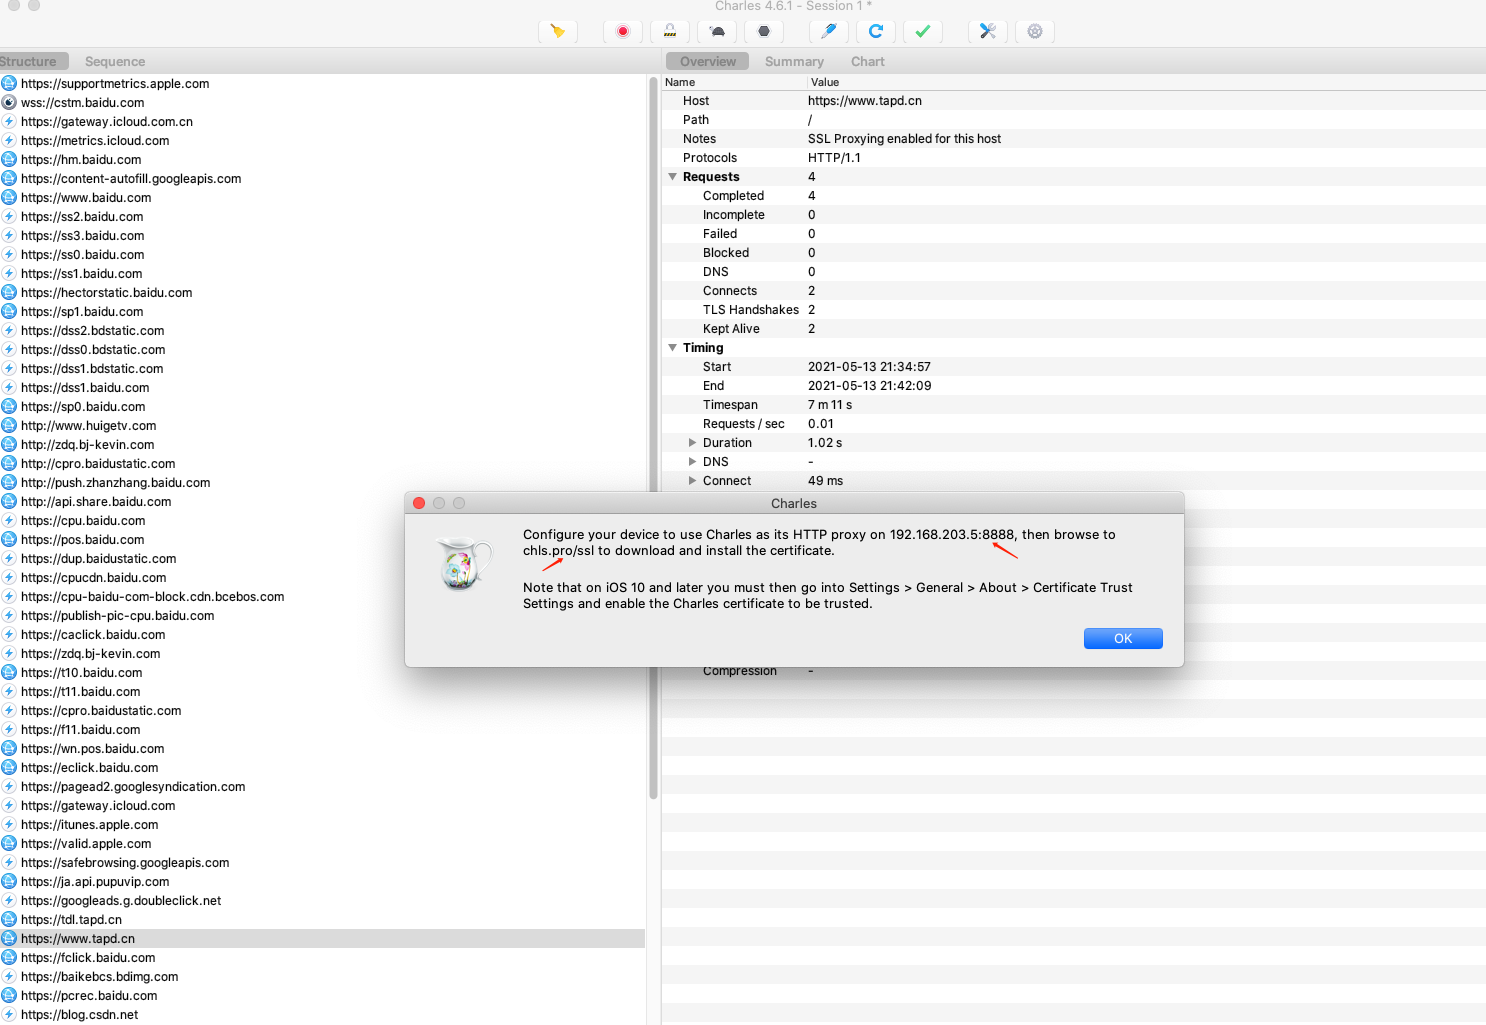 Charles 4.6.1 - Session 1 *
Structure Sequence
https://supportmetrics.apple.com
wss://cstm.baidu.com
https://gateway.icloud.com.cn
https://metrics.icloud.com
https://hm.baidu.com
https://content-autofill.googleapis.com
https://www.baidu.com
https://ss2.baidu.com
https://ss3.baidu.com
https://ss0.baidu.com
https://ss1.baidu.com
https://hectorstatic.baidu.com
https://sp1.baidu.com
https://dss2.bdstatic.com
https://dss0.bdstatic.com
https://dss1.bdstatic.com
https://dss1.baidu.com
https://sp0.baidu.com
http://www.huigetv.com
http://zdq.bj-kevin.com
http://cpro.baidustatic.com
http://push.zhanzhang.baidu.com
http://api.share.baidu.com
https://cpu.baidu.com
https://pos.baidu.com
https://dup.baidustatic.com
https://cpucdn.baidu.com
https://cpu-baidu-com-block.cdn.bcebos.com
https://publish-pic-cpu.baidu.com
https://caclick.baidu.com
https://zdq.bj-kevin.com
https://t10.baidu.com
https://t11.baidu.com
https://cpro.baidustatic.com
https://f11.baidu.com
https://wn.pos.baidu.com
https://eclick.baidu.com
https://pagead2.googlesyndication.com
https://gateway.icloud.com
https://itunes.apple.com
https://valid.apple.com
https://safebrowsing.googleapis.com
https://ja.api.pupuvip.com
https://googleads.g.doubleclick.net
https://tdl.tapd.cn
https://www.tapd.cn
https://fclick.baidu.com
https://baikebcs.bdimg.com
https://pcrec.baidu.com
https://blog.csdn.net
Overview Summary Chart
Name Value
Host https://www.tapd.cn
Path /
Notes SSL Proxying enabled for this host
Protocols HTTP/1.1
Requests 4
Completed 4
Incomplete 0
Failed 0
Blocked 0
DNS 0
Connects 2
TLS Handshakes 2
Kept Alive 2
Timing
Start 2021-05-13 21:34:57
End 2021-05-13 21:42:09
Timespan 7 m 11 s
Requests / sec 0.01
Duration 1.02 s
DNS -
Connect 49 ms
Charles
Configure your device to use Charles as its HTTP proxy on 192.168.203.5:8888, then browse to
chls.pro/ssl to download and install the certificate.
Note that on iOS 10 and later you must then go into Settings > General > About > Certificate Trust
Settings and enable the Charles certificate to be trusted.
OK
Compression -